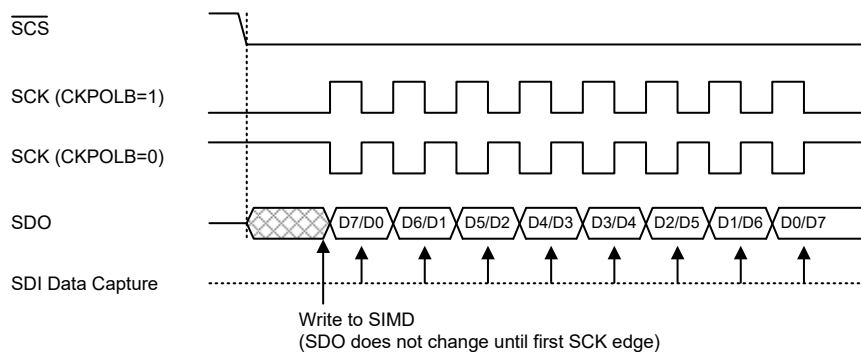 SCS
SCK (CKPOLB=1)
SCK (CKPOLB=0)
SDO
D7/D0 D6/D1 D5/D2 D4/D3 D3/D4 D2/D5 D1/D6 D0/D7
SDI Data Capture
Write to SIMD
(SDO does not change until first SCK edge)